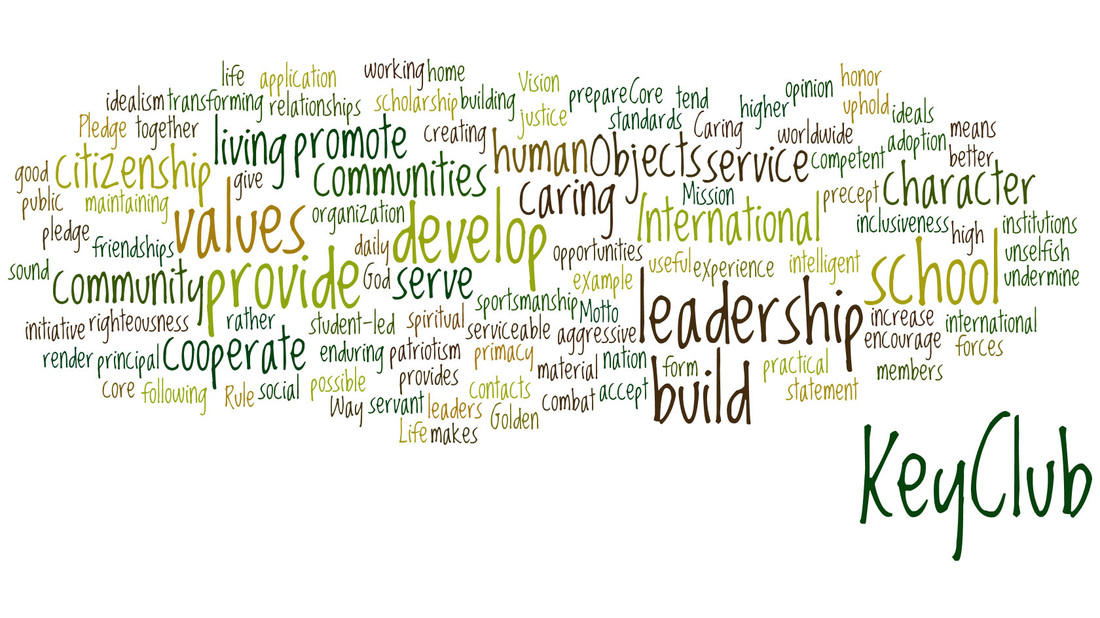 life application working home Vision honor
idealism transforming relationships scholarship building justice prepare Core tend higher opinion uphold ideals
Pledge together living promote creating human Objects standards Caring service worldwide competent adoption means
good citizenship give communities caring Mission precept character better
public maintaining values organization develop International inclusiveness high institutions
pledge friendships daily opportunities school unselfish
sound community provide God serve example useful experience intelligent undermine
initiative righteousness rather student-led spiritual sportsmanship serviceable Motto aggressive leadership increase international
render principal cooperate enduring patriotism primacy material nation form practical encourage forces
core following Rule social possible provides contacts combat accept build statement members
Way servant leaders Golden
Life makes
KeyClub